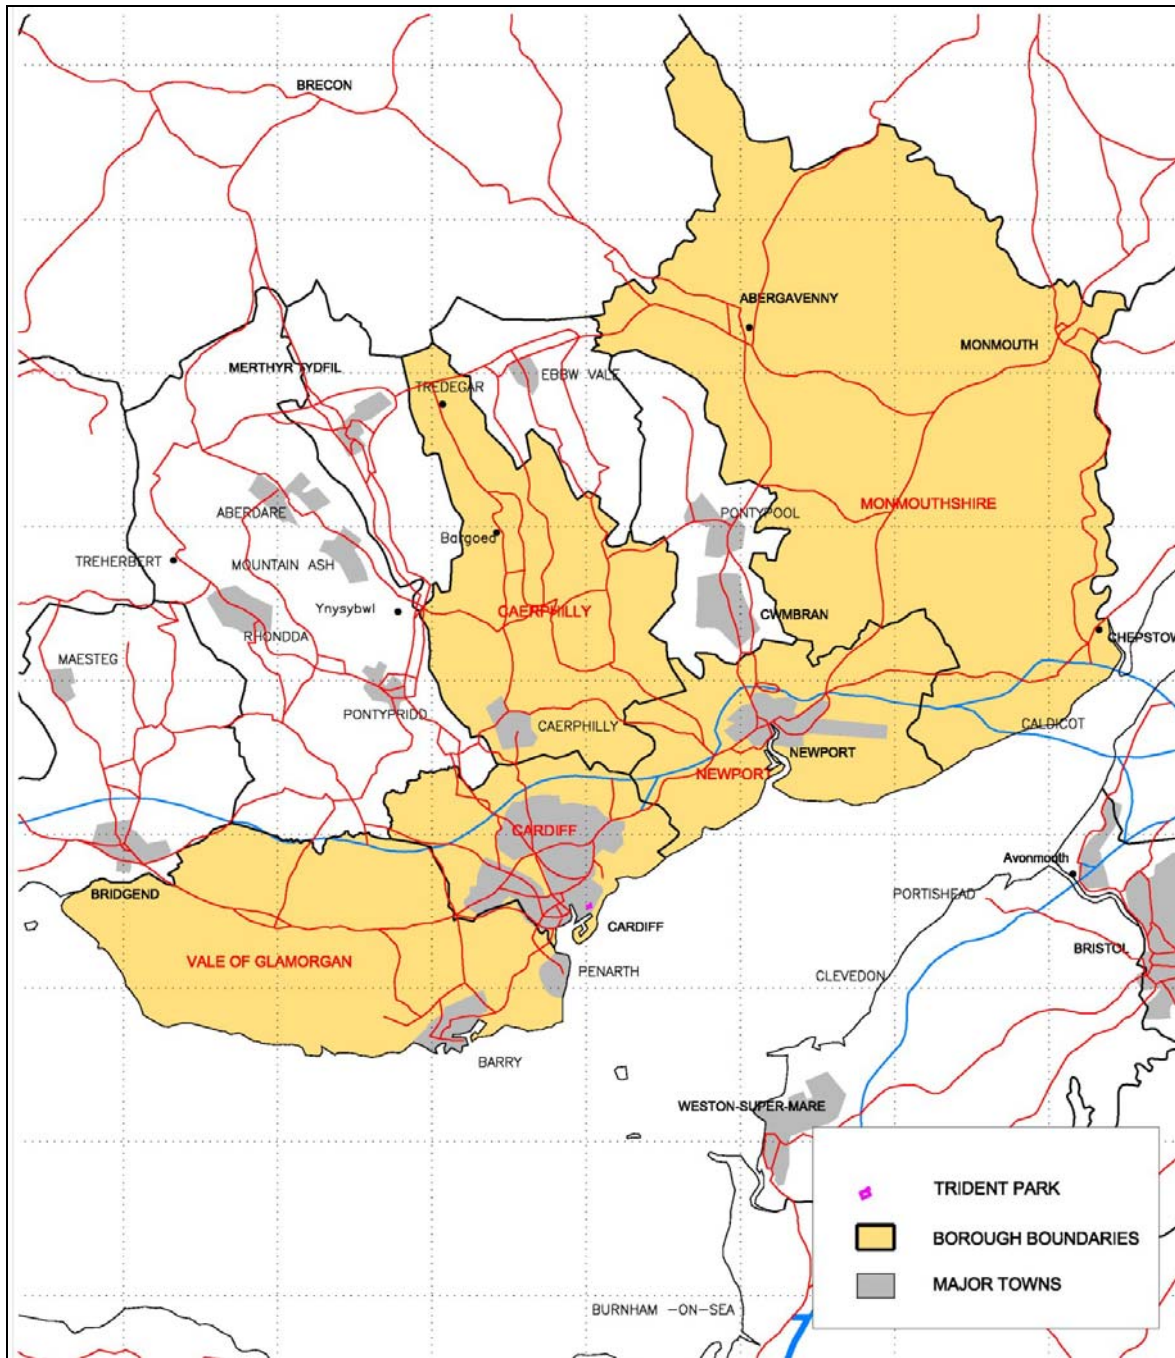 BRECON
ABERGAVENNY
MONMOUTH
MERTHYR TYDFIL
EBBW VALE
TREDEGAR
MONMOUTHSHIRE
ABERDARE
PONTYPOOL
Bargoed
TREHERBERT
MOUNTAIN ASH
Ynysybwl
CAERPHILLY
CWMBRAN
RHONDDA
CHEPSTOW
MAESTEG
PONTYPRIDD
CAERPHILLY
CALDICOT
NEWPORT
NEWPORT
CARDIFF
Avonmouth
BRIDGEND
PORTISHEAD
CARDIFF
BRISTOL
VALE OF GLAMORGAN
PENARTH
CLEVEDON
BARRY
WESTON-SUPER-MARE
TRIDENT PARK
BOROUGH BOUNDARIES
MAJOR TOWNS
BURNHAM -ON-SEA